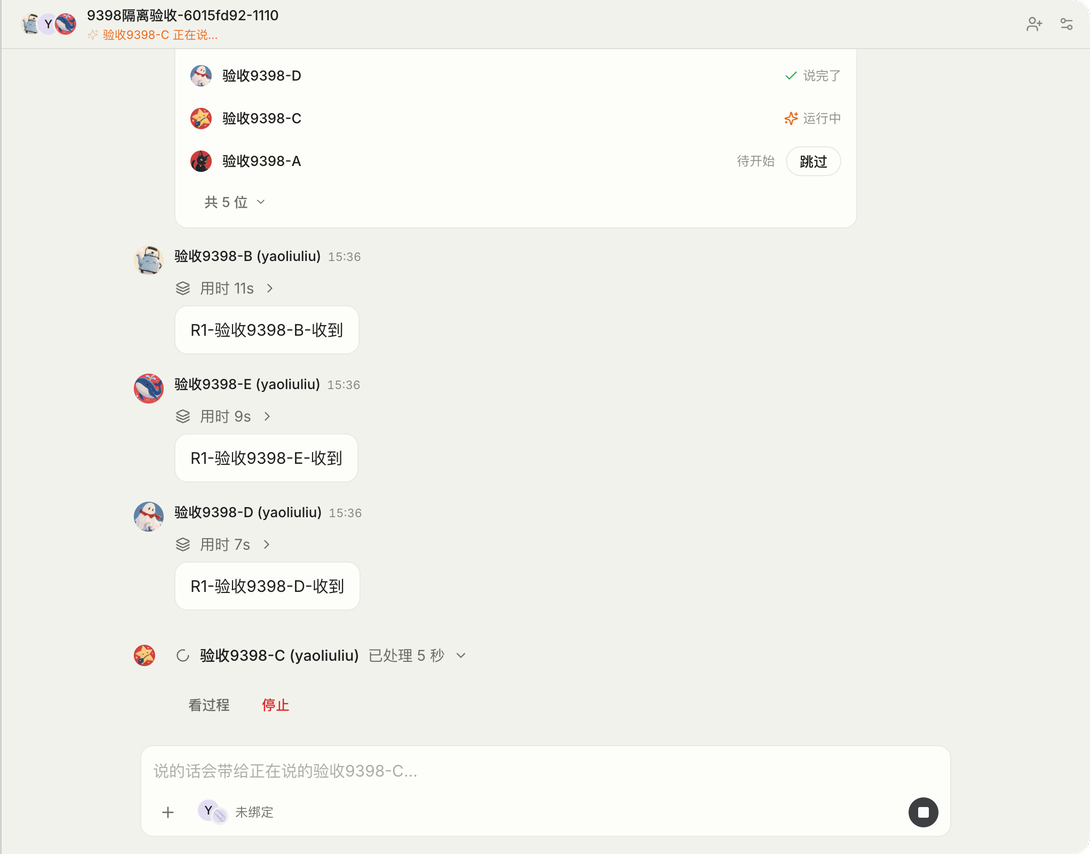 Y
9398隔离验收-6015fd92-1110
验收9398-C 正在说...
验收9398-D 说完了
验收9398-C 运行中
验收9398-A 待开始 跳过
共 5 位
验收9398-B (yaoliuliu) 15:36
用时 11s
R1-验收9398-B-收到
验收9398-E (yaoliuliu) 15:36
用时 9s
R1-验收9398-E-收到
验收9398-D (yaoliuliu) 15:36
用时 7s
R1-验收9398-D-收到
验收9398-C (yaoliuliu) 已处理 5 秒
看过程 停止
说的话会带给正在说的验收9398-C...
Y 未绑定